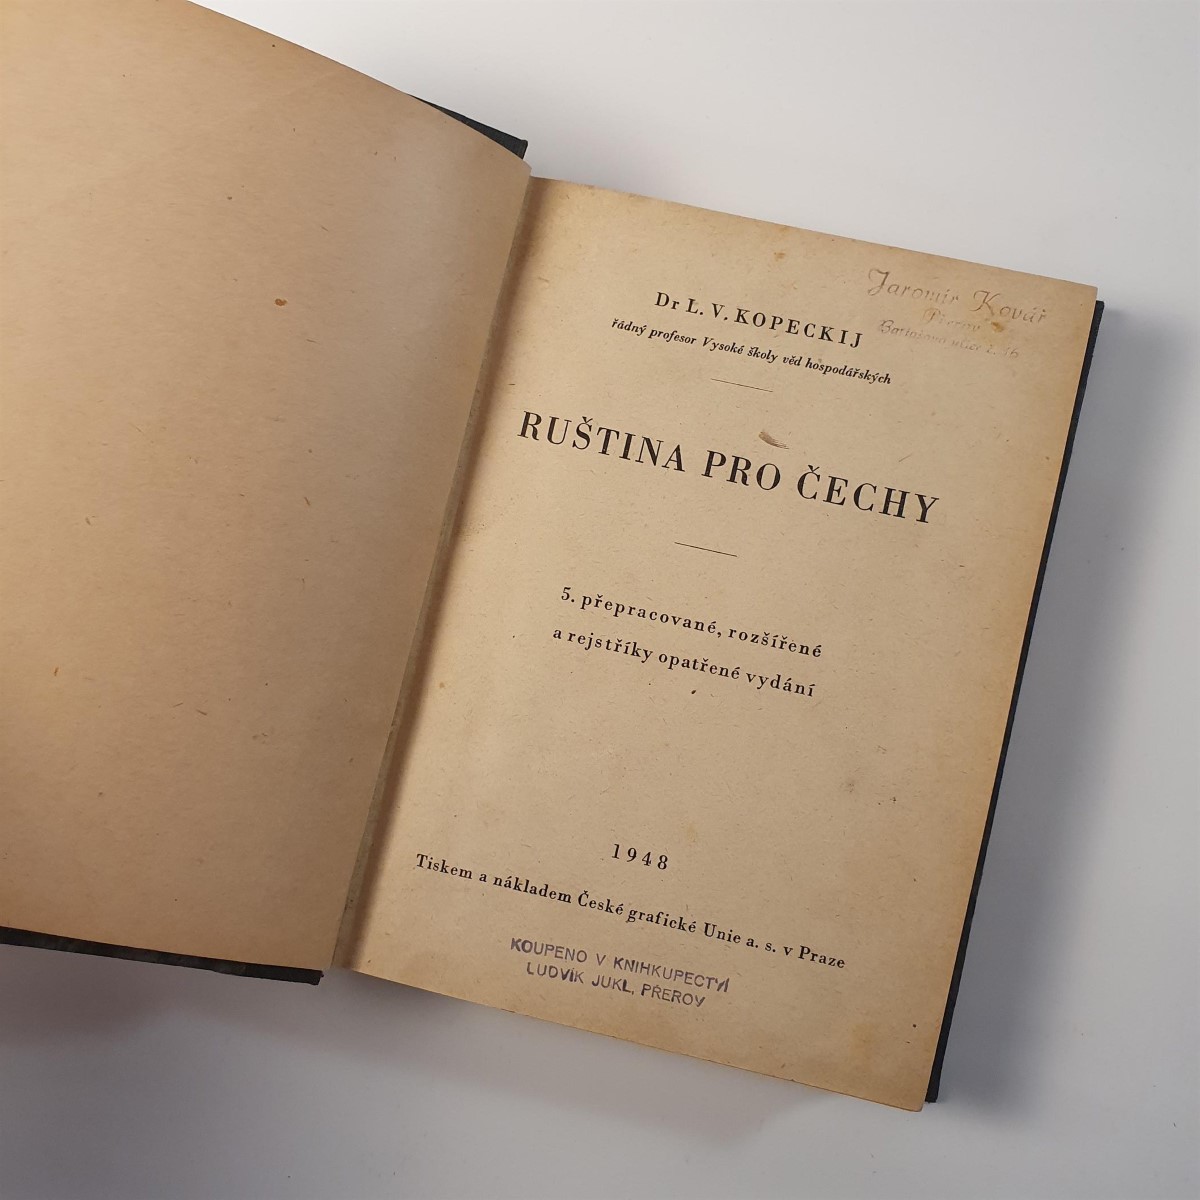 Jaromír Kovář
Přerov
Dr L. V. KOPECKIJ
řádný profesor Vysoké školy věd hospodářských
RUŠTINA PRO ČECHY
5. přepracované, rozšířené
a rejstříky opatřené vydání
1948
Tiskem a nákladem České grafické Unie a. s. v Praze
KOUPENO V KNIHKUPECTVÍ
LUDVÍK JUKL, PŘEROV